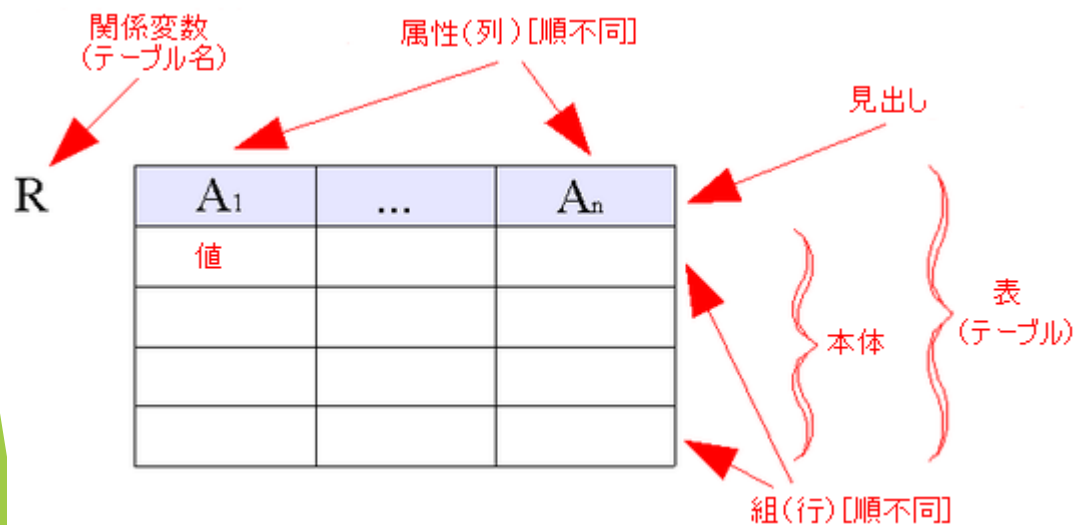 関係変数
(テーブル名)
属性(列)[順不同]
見出し
R
A1
...
An
値
本体
表
(テーブル)
組(行)[順不同]